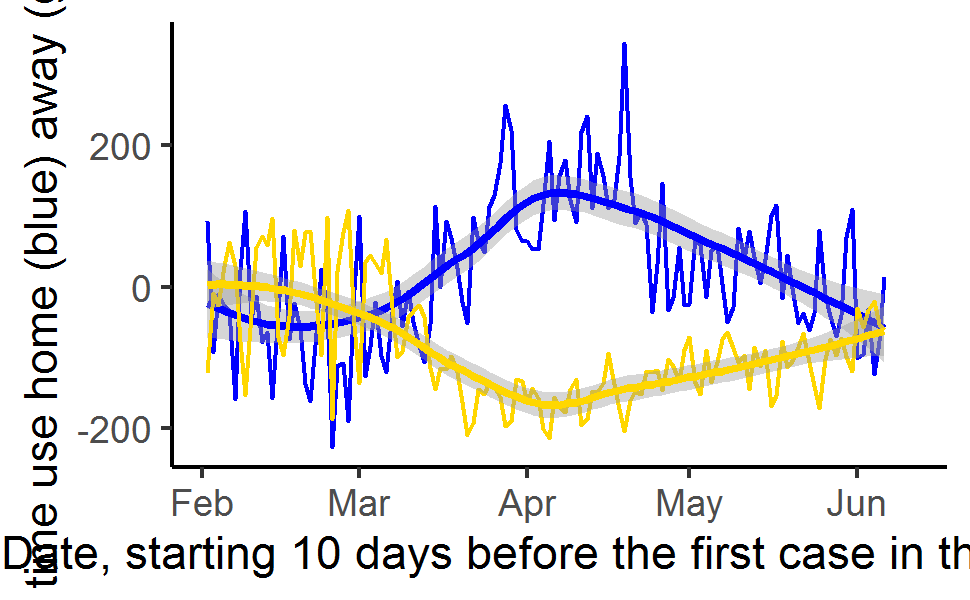 time use home (blue) away (
200
0
-200
Feb Mar Apr May Jun
Date, starting 10 days before the first case in th